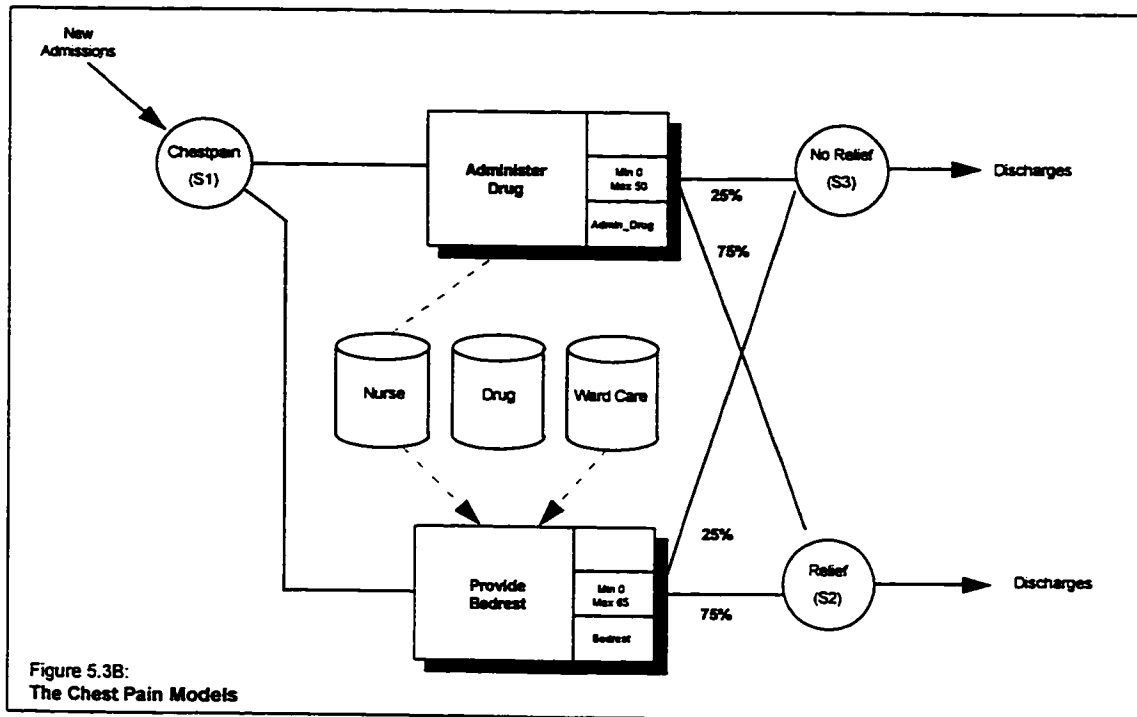 New
Admissions
Chestpain
(S1)
Administer
Drug
Min 0
Max 50
Admin_Drug
No Relief
(S3)
Discharges
25%
75%
Nurse
Drug
Ward Care
Provide
Bedrest
Min 0
Max 65
Bedrest
25%
75%
Relief
(S2)
Discharges
Figure 5.3B:
The Chest Pain Models